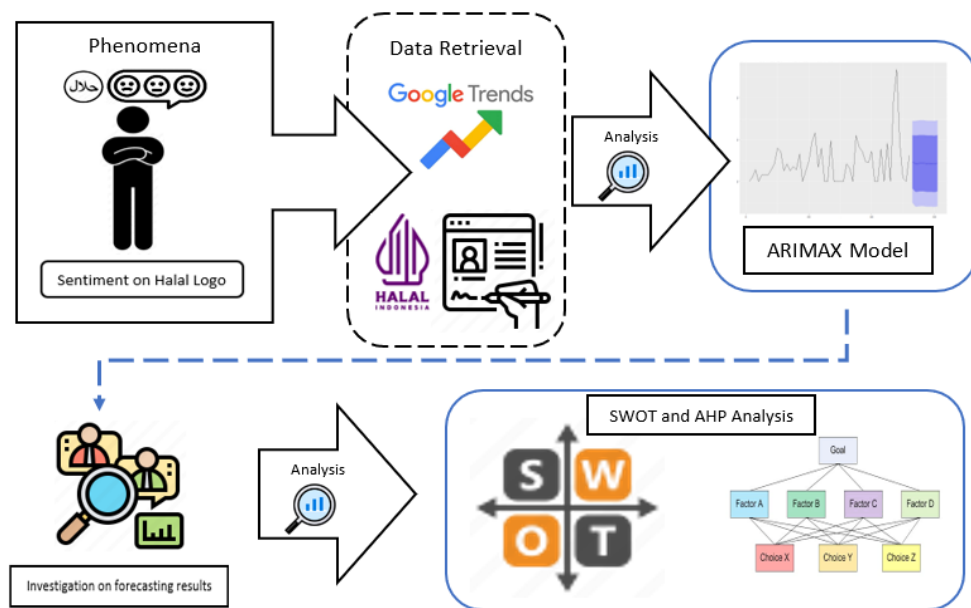 Phenomena
حلال
Sentiment on Halal Logo
Data Retrieval
Google Trends
HALAL
INDONESIA
Analysis
ARIMAX Model
Investigation on forecasting results
Analysis
SWOT and AHP Analysis
S W
O T
Goal
Factor A Factor B Factor C Factor D
Choice X Choice Y Choice Z